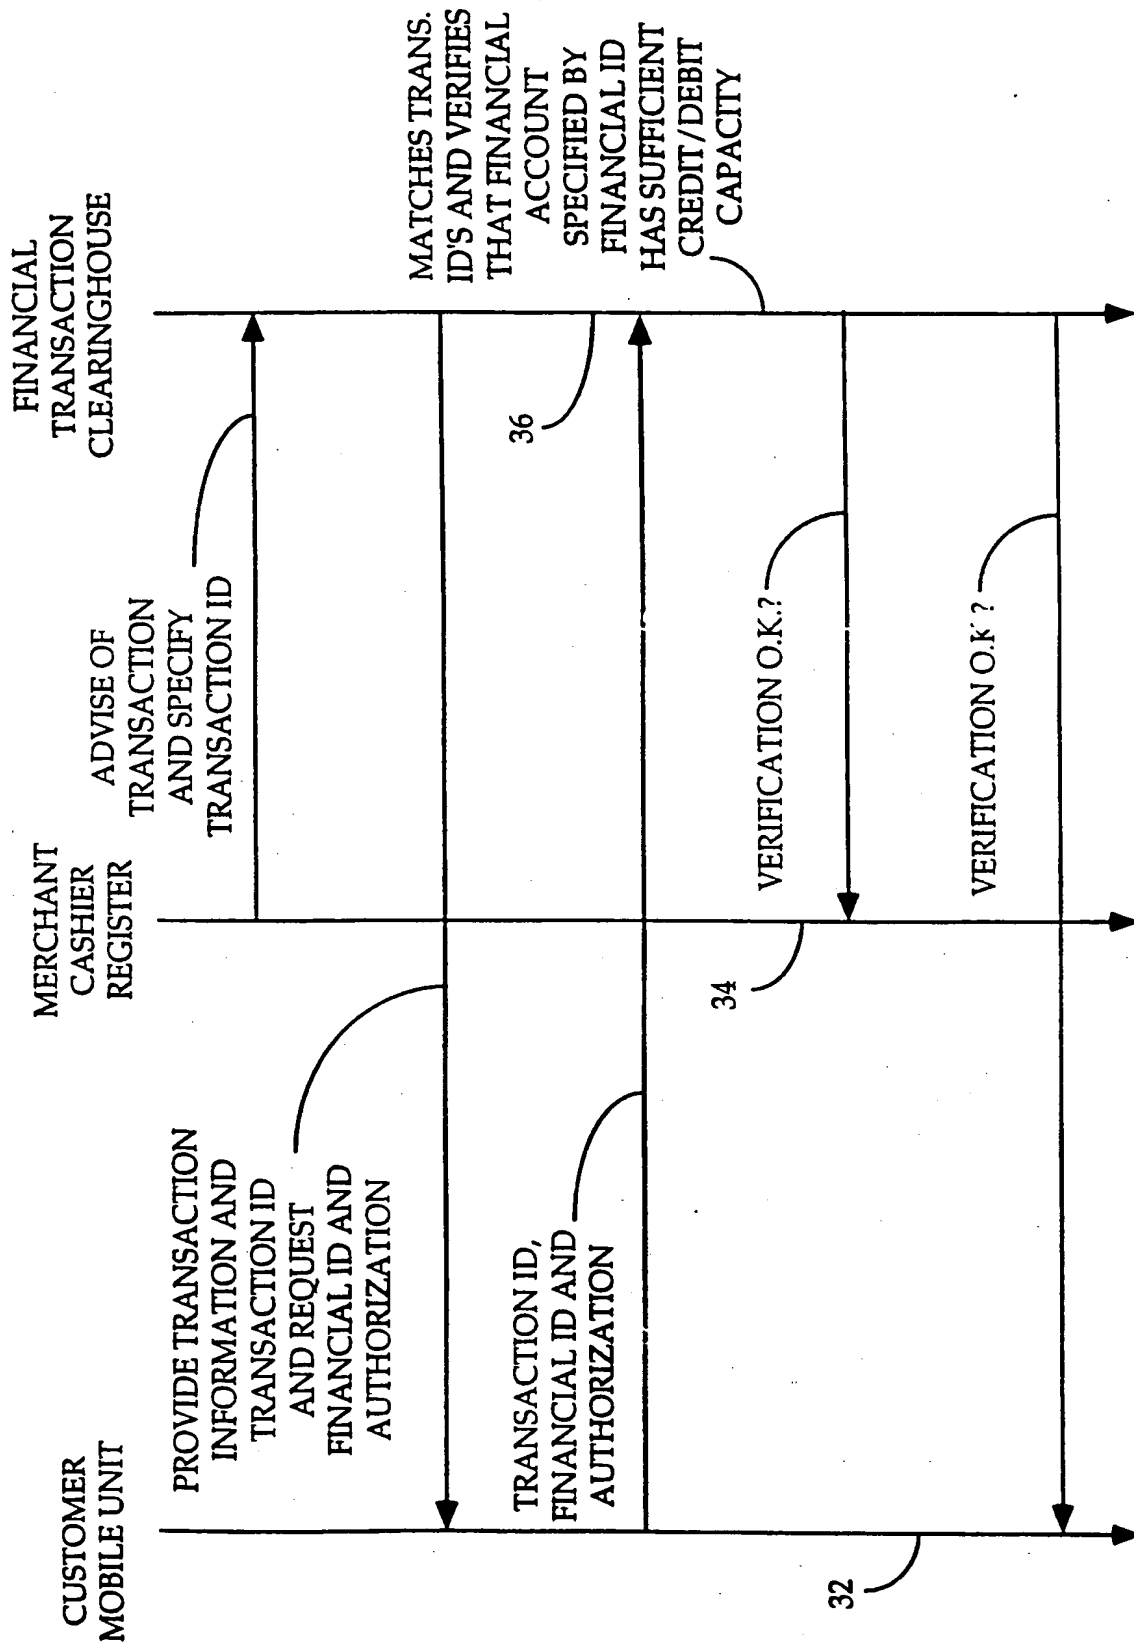 CUSTOMER
MOBILE UNIT
MERCHANT
CASHIER
REGISTER
FINANCIAL
TRANSACTION
CLEARINGHOUSE
ADVISE OF
TRANSACTION
AND SPECIFY
TRANSACTION ID
PROVIDE TRANSACTION
INFORMATION AND
TRANSACTION ID
AND REQUEST
FINANCIAL ID AND
AUTHORIZATION
36
TRANSACTION ID,
FINANCIAL ID AND
AUTHORIZATION
MATCHES TRANS.
ID'S AND VERIFIES
THAT FINANCIAL
ACCOUNT
SPECIFIED BY
FINANCIAL ID
HAS SUFFICIENT
CREDIT/DEBIT
CAPACITY
34
VERIFICATION O.K.?
32
VERIFICATION O.K ?